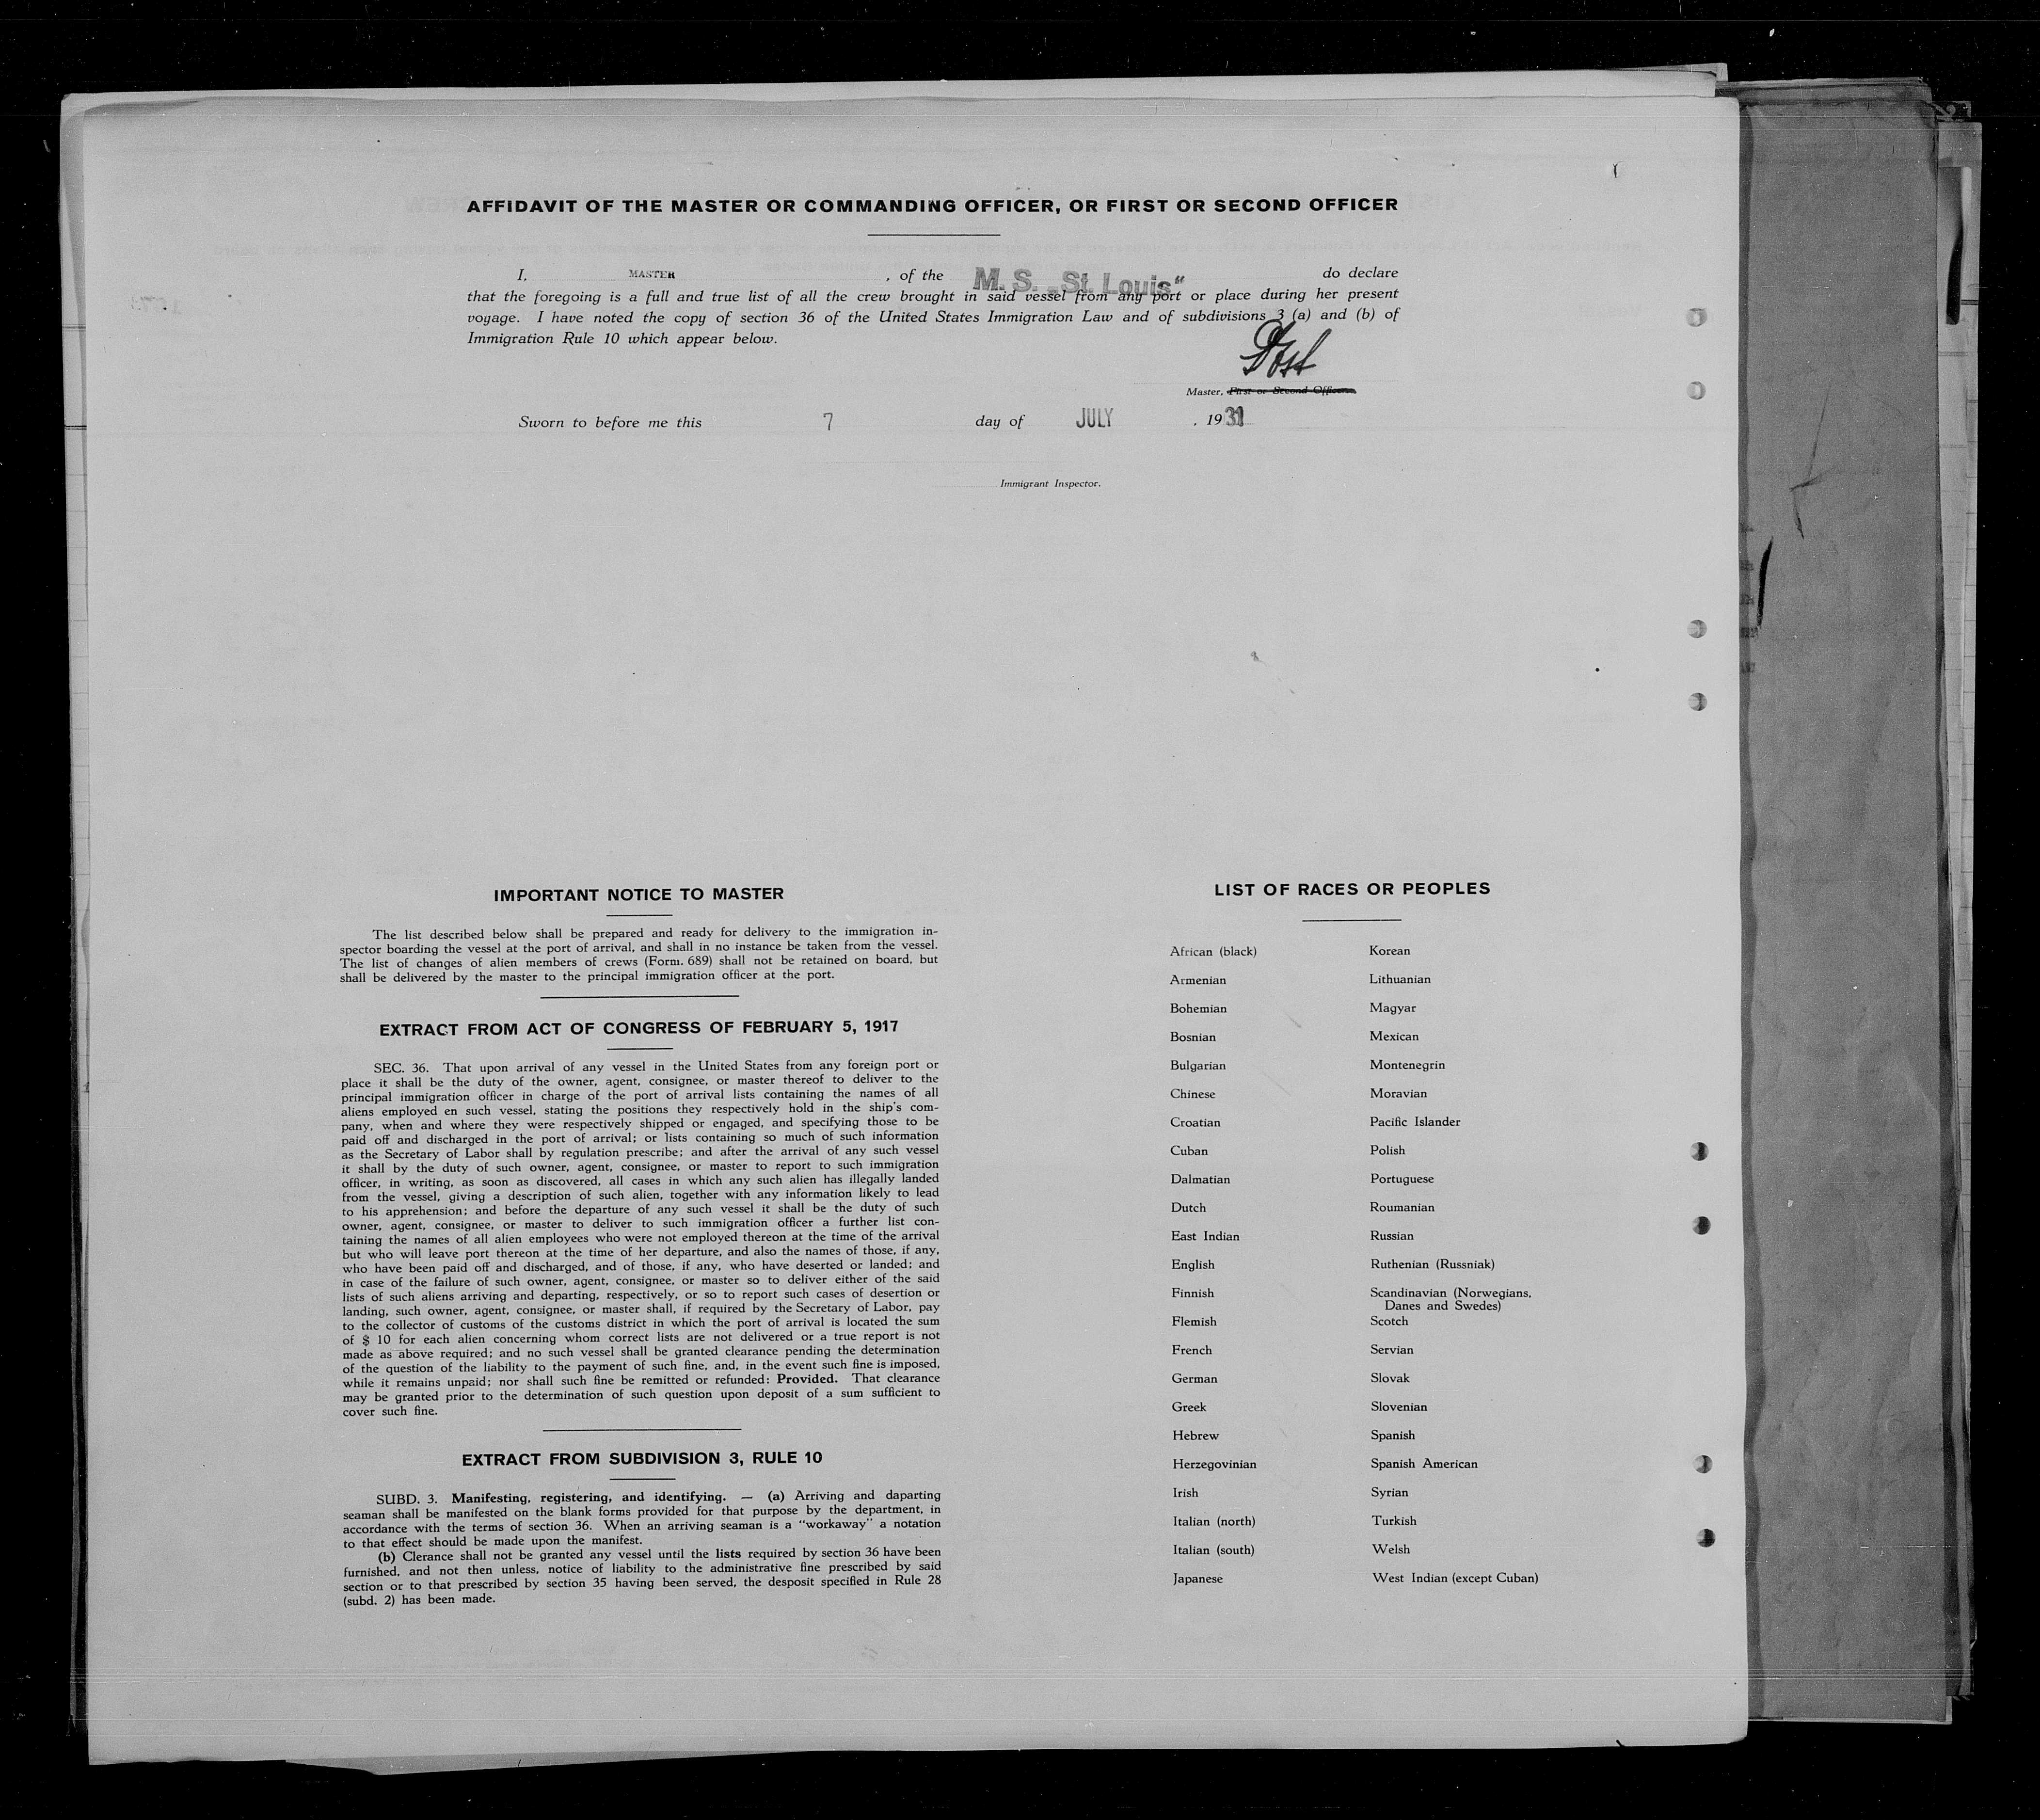 AFFIDAVIT OF THE MASTER OR COMMANDING OFFICER, OR FIRST OR SECOND OFFICER
I, MASTER , of the M. S. „St. Louis“ do declare
that the foregoing is a full and true list of all the crew brought in said vessel from any port or place during her present
voyage. I have noted the copy of section 36 of the United States Immigration Law and of subdivisions 3 (a) and (b) of
Immigration Rule 10 which appear below.
Master, First or Second Officer.
Sworn to before me this 7 day of JULY , 19
Immigrant Inspector.
IMPORTANT NOTICE TO MASTER
The list described below shall be prepared and ready for delivery to the immigration in-
spector boarding the vessel at the port of arrival, and shall in no instance be taken from the vessel.
The list of changes of alien members of crews (Form. 689) shall not be retained on board, but
shall be delivered by the master to the principal immigration officer at the port.
EXTRACT FROM ACT OF CONGRESS OF FEBRUARY 5, 1917
SEC. 36. That upon arrival of any vessel in the United States from any foreign port or
place it shall be the duty of the owner, agent, consignee, or master thereof to deliver to the
principal immigration officer in charge of the port of arrival lists containing the names of all
aliens employed en such vessel, stating the positions they respectively hold in the ship's com-
pany, when and where they were respectively shipped or engaged, and specifying those to be
paid off and discharged in the port of arrival; or lists containing so much of such information
as the Secretary of Labor shall by regulation prescribe; and after the arrival of any such vessel
it shall by the duty of such owner, agent, consignee, or master to report to such immigration
officer, in writing, as soon as discovered, all cases in which any such alien has illegally landed
from the vessel, giving a description of such alien, together with any information likely to lead
to his apprehension; and before the departure of any such vessel it shall be the duty of such
owner, agent, consignee, or master to deliver to such immigration officer a further list con-
taining the names of all alien employees who were not employed thereon at the time of the arrival
but who will leave port thereon at the time of her departure, and also the names of those, if any,
who have been paid off and discharged, and of those, if any, who have deserted or landed; and
in case of the failure of such owner, agent, consignee, or master so to deliver either of the said
lists of such aliens arriving and departing, respectively, or so to report such cases of desertion or
landing, such owner, agent, consignee, or master shall, if required by the Secretary of Labor, pay
to the collector of customs of the customs district in which the port of arrival is located the sum
of $ 10 for each alien concerning whom correct lists are not delivered or a true report is not
made as above required; and no such vessel shall be granted clearance pending the determination
of the question of the liability to the payment of such fine, and, in the event such fine is imposed,
while it remains unpaid; nor shall such fine be remitted or refunded: Provided. That clearance
may be granted prior to the determination of such question upon deposit of a sum sufficient to
cover such fine.
EXTRACT FROM SUBDIVISION 3, RULE 10
SUBD. 3. Manifesting, registering, and identifying. — (a) Arriving and daparting
seaman shall be manifested on the blank forms provided for that purpose by the department, in
accordance with the terms of section 36. When an arriving seaman is a "workaway" a notation
to that effect should be made upon the manifest.
(b) Clerance shall not be granted any vessel until the lists required by section 36 have been
furnished, and not then unless, notice of liability to the administrative fine prescribed by said
section or to that prescribed by section 35 having been served, the desposit specified in Rule 28
(subd. 2) has been made.
LIST OF RACES OR PEOPLES
African (black)
Armenian
Bohemian
Bosnian
Bulgarian
Chinese
Croatian
Cuban
Dalmatian
Dutch
East Indian
English
Finnish
Flemish
French
German
Greek
Hebrew
Herzegovinian
Irish
Italian (north)
Italian (south)
Japanese
Korean
Lithuanian
Magyar
Mexican
Montenegrin
Moravian
Pacific Islander
Polish
Portuguese
Roumanian
Russian
Ruthenian (Russniak)
Scandinavian (Norwegians,
Danes and Swedes)
Scotch
Servian
Slovak
Slovenian
Spanish
Spanish American
Syrian
Turkish
Welsh
West Indian (except Cuban)